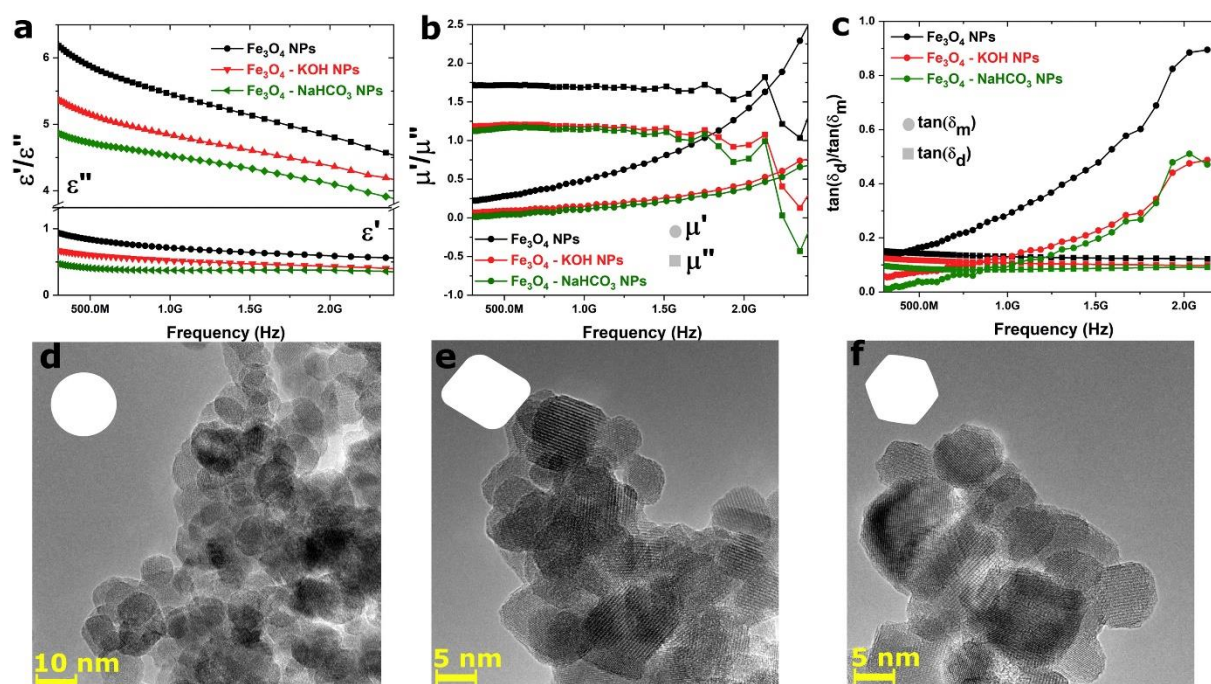 a
ε'/ε"
6
5
4
1
0
ε"
ε'
Fe₃O₄ NPs
Fe₃O₄ - KOH NPs
Fe₃O₄ - NaHCO₃ NPs
500.0M 1.0G 1.5G 2.0G
Frequency (Hz)
b
μ'/μ"
2.5
2.0
1.5
1.0
0.5
0.0
-0.5
-1.0
Fe₃O₄ NPs
Fe₃O₄ - KOH NPs
Fe₃O₄ - NaHCO₃ NPs
μ'
μ"
500.0M 1.0G 1.5G 2.0G
Frequency (Hz)
c
tan(δd)/tan(δm)
1.0
0.8
0.6
0.4
0.2
0.0
Fe₃O₄ NPs
Fe₃O₄ - KOH NPs
Fe₃O₄ - NaHCO₃ NPs
tan(δm)
tan(δd)
500.0M 1.0G 1.5G 2.0G
Frequency (Hz)
d
10 nm
e
5 nm
f
5 nm